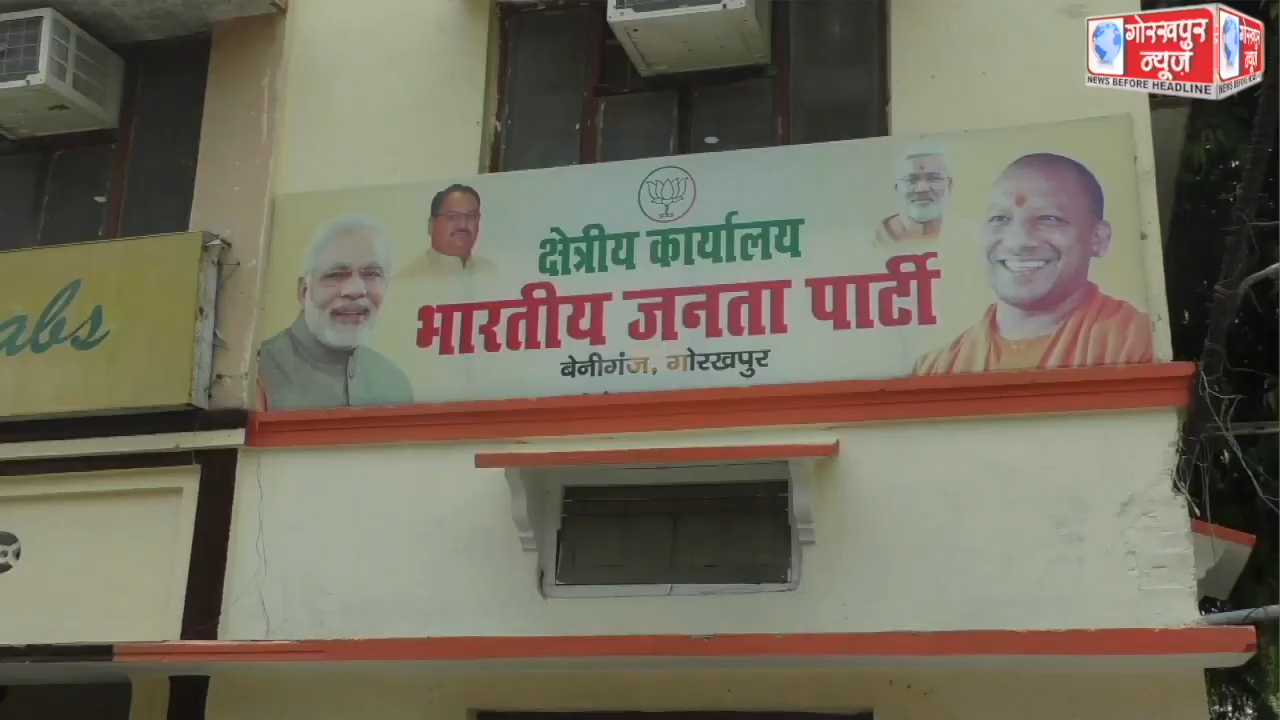 गोरखपुर
न्यूज़
NEWS BEFORE HEADLINE
क्षेत्रीय कार्यालय
भारतीय जनता पार्टी
बेनीगंज, गोरखपुर
abs